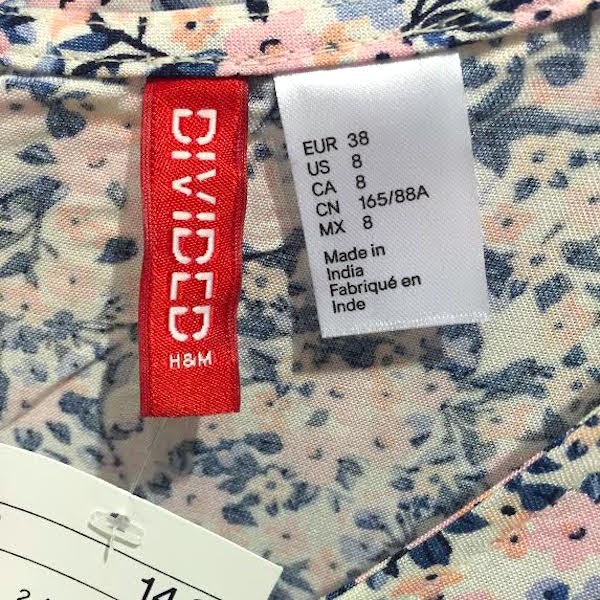 DIVIDED
H&M
EUR 38
US 8
CA 8
CN 165/88A
MX 8
Made in
India
Fabriqué en
Inde